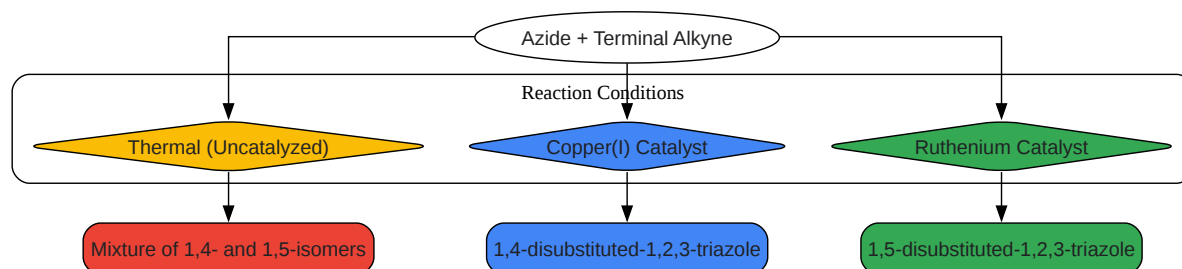 Azide + Terminal Alkyne
Reaction Conditions
Thermal (Uncatalyzed)
Copper(I) Catalyst
Ruthenium Catalyst
Mixture of 1,4- and 1,5-isomers
1,4-disubstituted-1,2,3-triazole
1,5-disubstituted-1,2,3-triazole